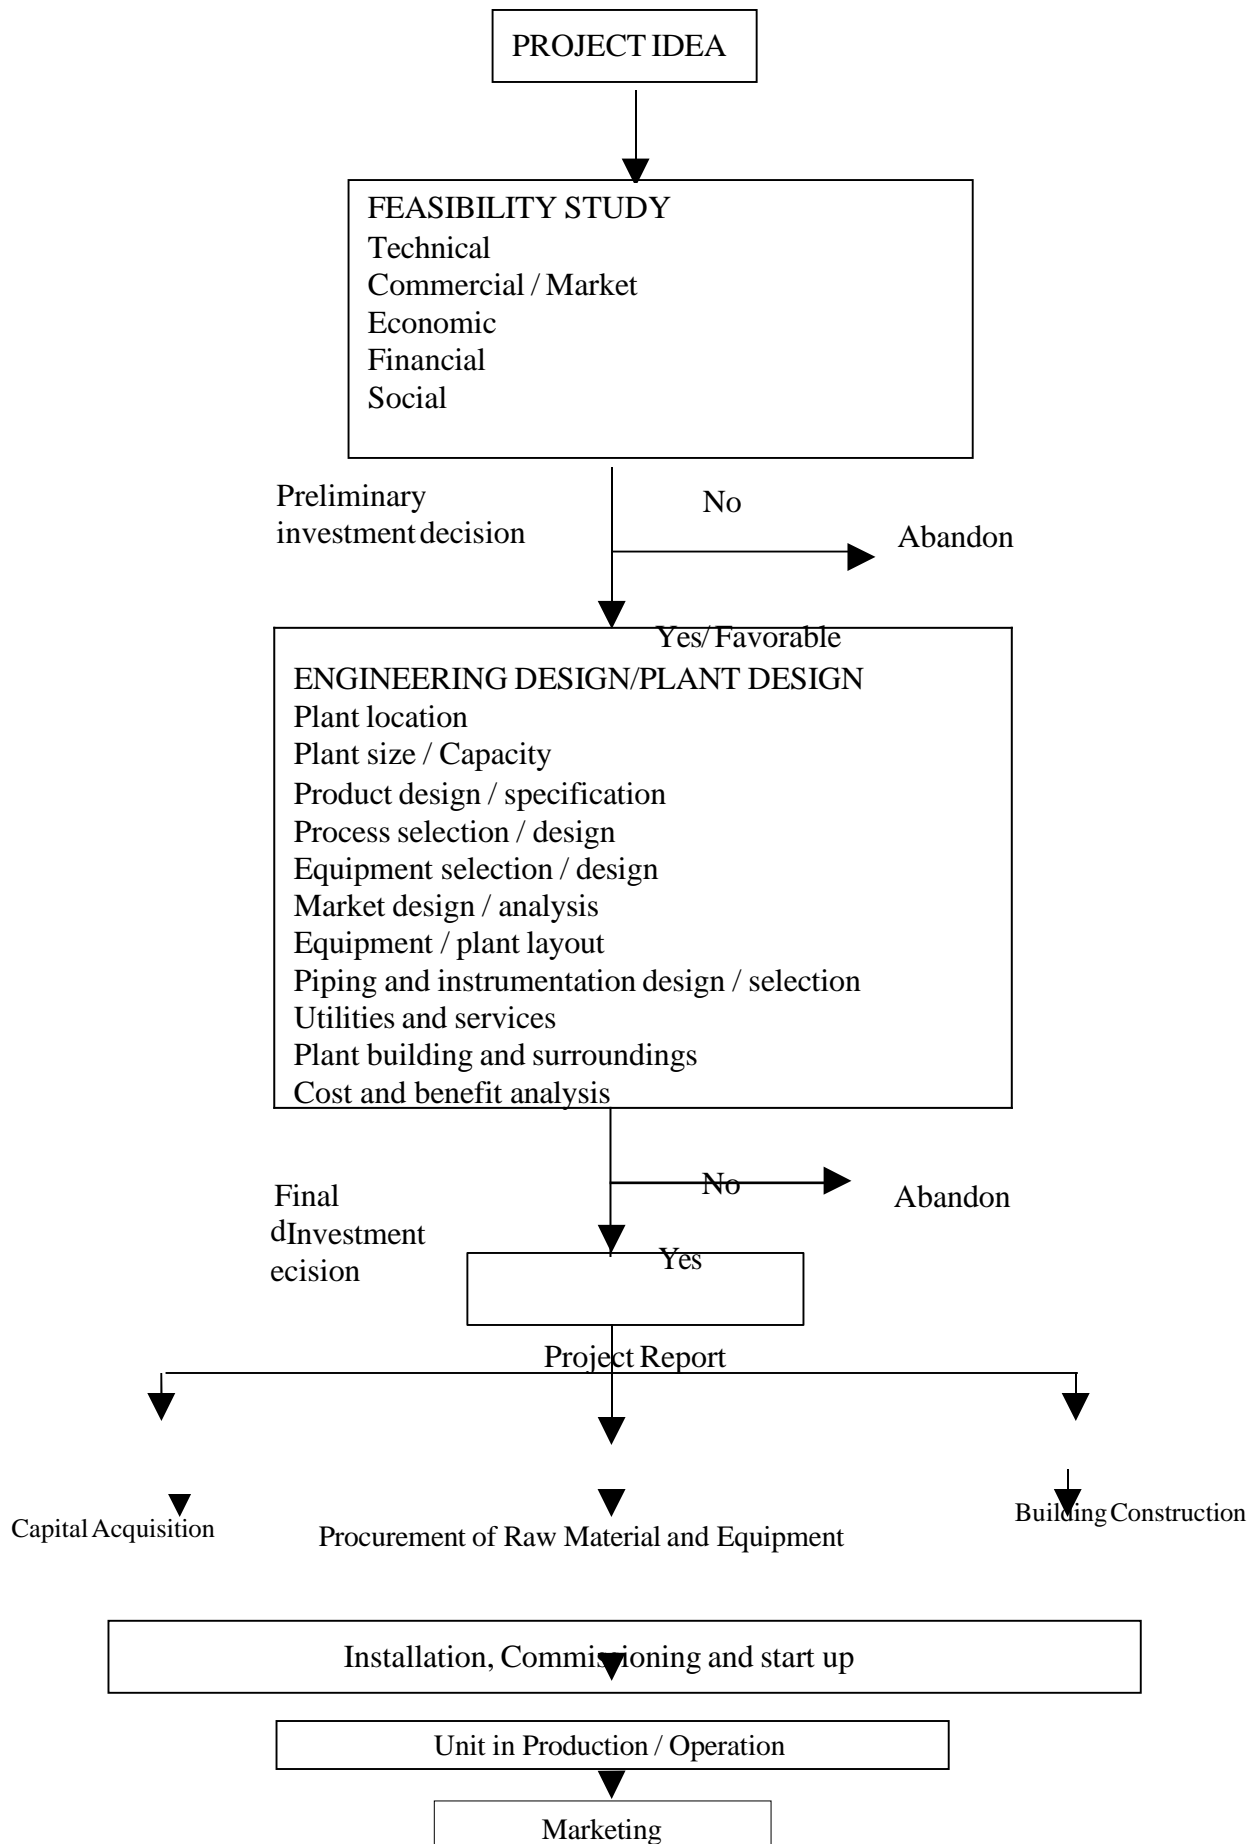 PROJECT IDEA
FEASIBILITY STUDY
Technical
Commercial / Market
Economic
Financial
Social
Preliminary
investment decision
No
Abandon
Yes/ Favorable
ENGINEERING DESIGN/PLANT DESIGN
Plant location
Plant size / Capacity
Product design / specification
Process selection / design
Equipment selection / design
Market design / analysis
Equipment / plant layout
Piping and instrumentation design / selection
Utilities and services
Plant building and surroundings
Cost and benefit analysis
No
Abandon
Final
dInvestment
ecision
Yes
Project Report
Capital Acquisition
Procurement of Raw Material and Equipment
Building Construction
Installation, Commissioning and start up
Unit in Production / Operation
Marketing